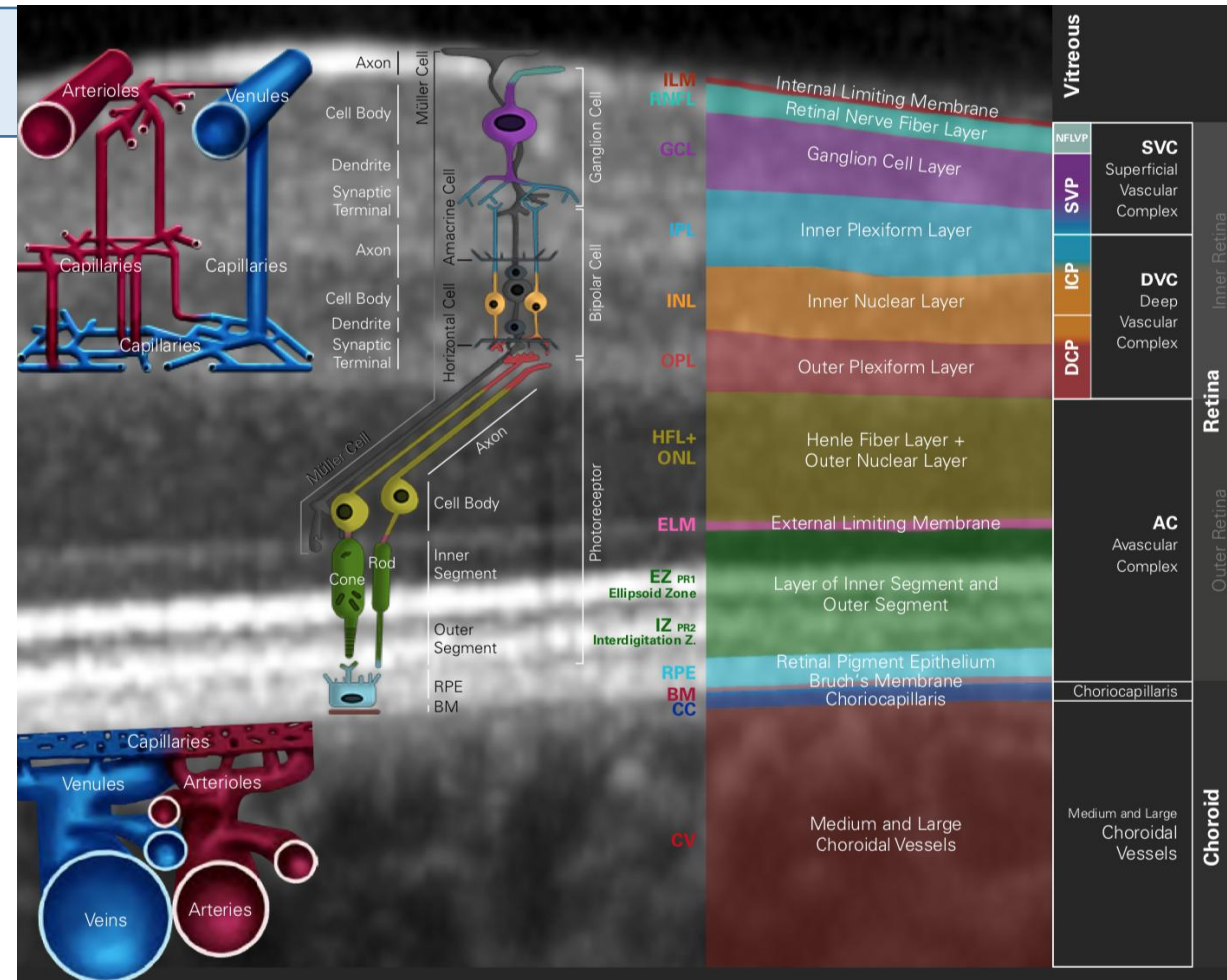 Arterioles
Venules
Capillaries
Capillaries
Capillaries
Axon
Cell Body
Dendrite
Synaptic
Terminal
Axon
Cell Body
Dendrite
Synaptic
Terminal
Müller Cell
Amacrine Cell
Horizontal Cell
Ganglion Cell
Bipolar Cell
Müller Cell
Axon
Photoreceptor
Cone
Rod
Cell Body
Inner
Segment
Outer
Segment
RPE
BM
ILM
RNFL
GCL
IPL
INL
OPL
HFL+
ONL
ELM
EZ PR1
Ellipsoid Zone
IZ PR2
Interdigitation Z.
RPE
BM
CC
CV
Internal Limiting Membrane
Retinal Nerve Fiber Layer
Ganglion Cell Layer
Inner Plexiform Layer
Inner Nuclear Layer
Outer Plexiform Layer
Henle Fiber Layer +
Outer Nuclear Layer
External Limiting Membrane
Layer of Inner Segment and
Outer Segment
Retinal Pigment Epithelium
Bruch's Membrane
Choriocapillaris
Medium and Large
Choroidal Vessels
Vitreous
NFLVP
SVP
ICP
DCP
SVC
Superficial
Vascular
Complex
DVC
Deep
Vascular
Complex
AC
Avascular
Complex
Choriocapillaris
Medium and Large
Choroidal
Vessels
Inner Retina
Retina
Outer Retina
Choroid
Capillaries
Venules
Arterioles
Veins
Arteries